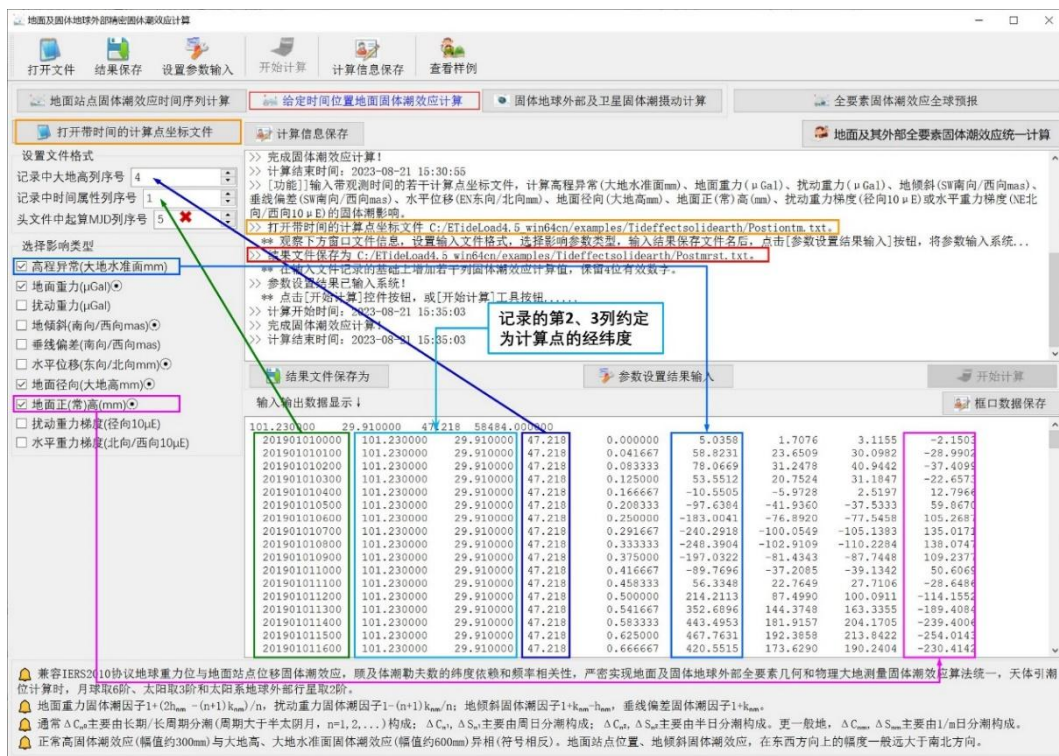 地面及固体地球外部精密固体潮效应计算
打开文件 结果保存 设置参数输入 开始计算 计算信息保存 查看样例
地面站点固体潮效应时间序列计算 给定时间位置地面固体潮效应计算 固体地球外部及卫星固体潮摄动计算 全要素固体潮效应全球预报
打开带时间的计算点坐标文件 计算信息保存 地面及其外部全要素固体潮效应统一计算
设置文件格式
记录中大地高列序号 4
记录中时间属性列序号 1
头文件中起算MJD列序号 5
选择影响类型
高程异常(大地水准面mm)
地面重力(μGal)
扰动重力(μGal)
地倾斜(南向/西向mas)
垂线偏差(南向/西向mas)
水平位移(东向/北向mm)
地面径向(大地高mm)
地面正(常)高(mm)
扰动重力梯度(径向10μE)
水平重力梯度(北向/西向10μE)
>> 完成固体潮效应计算!
>> 计算结束时间: 2023-08-21 15:30:55
>> [功能]输入带观测时间的若干计算点坐标文件, 计算高程异常(大地水准面mm)、地面重力(μGal)、扰动重力(μGal)、地倾斜(SW南向/西向mas)、
垂线偏差(SW南向/西向mas)、水平位移(EN东向/北向mm)、地面径向(大地高mm)、地面正(常)高(mm)、扰动重力梯度(径向10μE)或水平重力梯度(NE北
向/西向10μE)的固体潮影响。
>> 打开带时间的计算点坐标文件 C:/ETideLoad4.5_win64cn/examples/Tideffectsolidearth/Postiontm.txt。
** 观察下方窗口文件信息, 设置输入文件格式, 选择影响参数类型, 输入结果保存文件名后, 点击[参数设置结果输入]按钮, 将参数输入系统...
>> 结果文件保存为 C:/ETideLoad4.5_win64cn/examples/Tideffectsolidearth/Postmrst.txt。
** 在输入文件记录的基础上增加若干列固体潮效应计算值, 保留4位有效数字。
>> 参数设置结果已输入系统!
** 点击[开始计算]控件按钮, 或[开始计算]工具按钮......
>> 计算开始时间: 2023-08-21 15:35:03
>> 完成固体潮效应计算!
>> 计算结束时间: 2023-08-21 15:35:03
记录的第2、3列约定
为计算点的经纬度
结果文件保存为 参数设置结果输入 开始计算
输入输出数据显示↓ 框口数据保存
101.230000 29.910000 47.218 58484.000000
201901010000 101.230000 29.910000 47.218 0.000000 5.0358 1.7076 3.1155 -2.1503
201901010100 101.230000 29.910000 47.218 0.041667 58.8231 23.6509 30.0982 -28.9902
201901010200 101.230000 29.910000 47.218 0.083333 78.0669 31.2478 40.9442 -37.4099
201901010300 101.230000 29.910000 47.218 0.125000 53.5512 20.7524 31.1847 -22.6573
201901010400 101.230000 29.910000 47.218 0.166667 -10.5505 -5.9728 2.5197 12.7966
201901010500 101.230000 29.910000 47.218 0.208333 -97.6384 -41.9360 -37.5333 59.8670
201901010600 101.230000 29.910000 47.218 0.250000 -183.0041 -76.8920 -77.5458 105.2687
201901010700 101.230000 29.910000 47.218 0.291667 -240.2918 -100.0549 -105.1383 135.0171
201901010800 101.230000 29.910000 47.218 0.333333 -248.3904 -102.9109 -110.2284 138.0747
201901010900 101.230000 29.910000 47.218 0.375000 -197.0322 -81.4343 -87.7448 109.2377
201901011000 101.230000 29.910000 47.218 0.416667 -89.7696 -37.2085 -39.1342 50.6069
201901011100 101.230000 29.910000 47.218 0.458333 56.3348 22.7649 27.7106 -28.6486
201901011200 101.230000 29.910000 47.218 0.500000 214.2113 87.4990 100.0911 -114.1552
201901011300 101.230000 29.910000 47.218 0.541667 352.6896 144.3748 163.3355 -189.4084
201901011400 101.230000 29.910000 47.218 0.583333 443.4953 181.9157 204.1705 -239.4006
201901011500 101.230000 29.910000 47.218 0.625000 467.7631 192.3858 213.8422 -254.0143
201901011600 101.230000 29.910000 47.218 0.666667 420.5515 173.6290 190.2404 -230.4142
兼容IERS2010协议地球重力位与地面站点位移固体潮效应, 顾及体潮勒夫数的纬度依赖和频率相关性, 严密实现地面及固体地球外部全要素几何和物理大地测量固体潮效应算法统一, 天体引潮
位计算时, 月球取6阶、太阳取3阶和太阳系地球外部行星取2阶。
地面重力固体潮因子1+(2hₙₘ -(n+1)kₙₘ)/n, 扰动重力固体潮因子1-(n+1)kₙₘ/n; 地倾斜固体潮因子1+kₙₘ-hₙₘ, 垂线偏差固体潮因子1+kₙₘ。
通常ΔCₙ₀主要由长期/长周期分潮(周期大于半太阴月, n=1,2,...)构成; ΔCₙ₁, ΔSₙ₁主要由周日分潮构成; ΔCₙ₂, ΔSₙ₂主要由半日分潮构成。更一般地, ΔCₙₘ, ΔSₙₘ主要由1/m日分潮构成。
正常高固体潮效应(幅值约300mm)与大地高、大地水准面固体潮效应(幅值约600mm)异相(符号相反)。地面站点位置、地倾斜固体潮效应, 在东西方向上的幅度一般远大于南北方向。